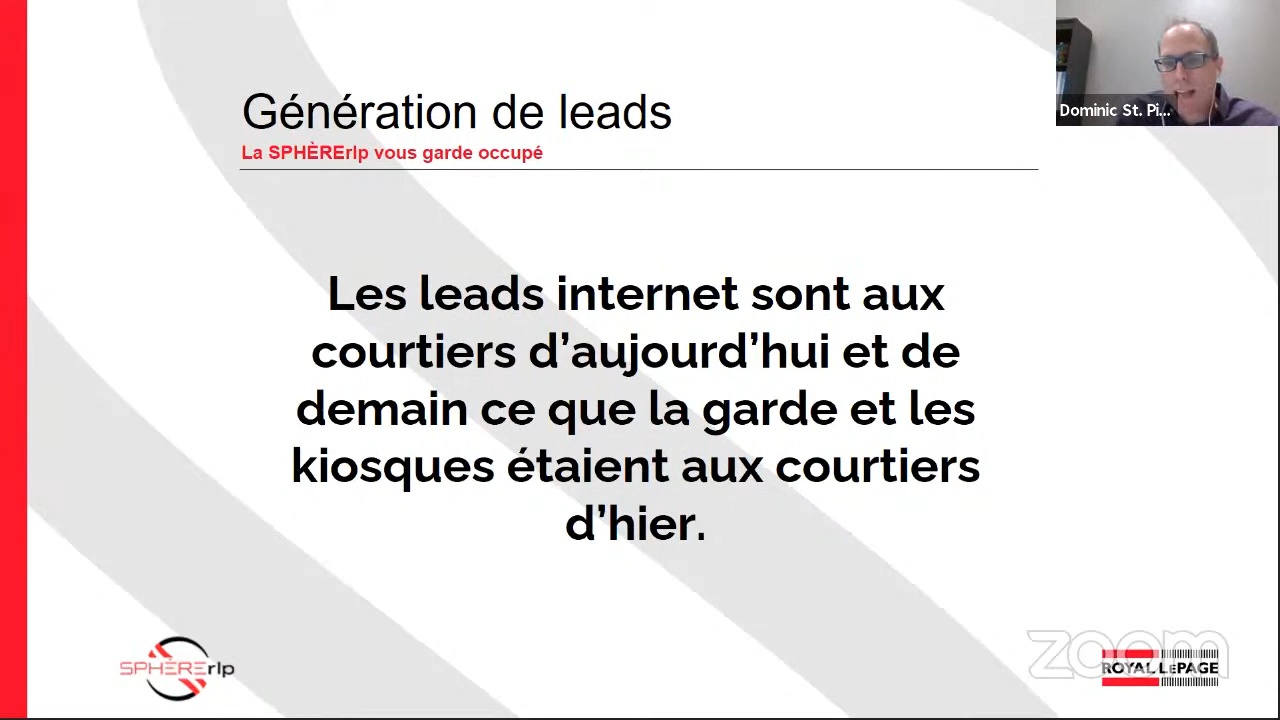 Génération de leads
La SPHÈRErlp vous garde occupé
Les leads internet sont aux
courtiers d’aujourd’hui et de
demain ce que la garde et les
kiosques étaient aux courtiers
d’hier.
Dominic St. Pi...
SPHÈRErlp
zoom
ROYAL LEPAGE